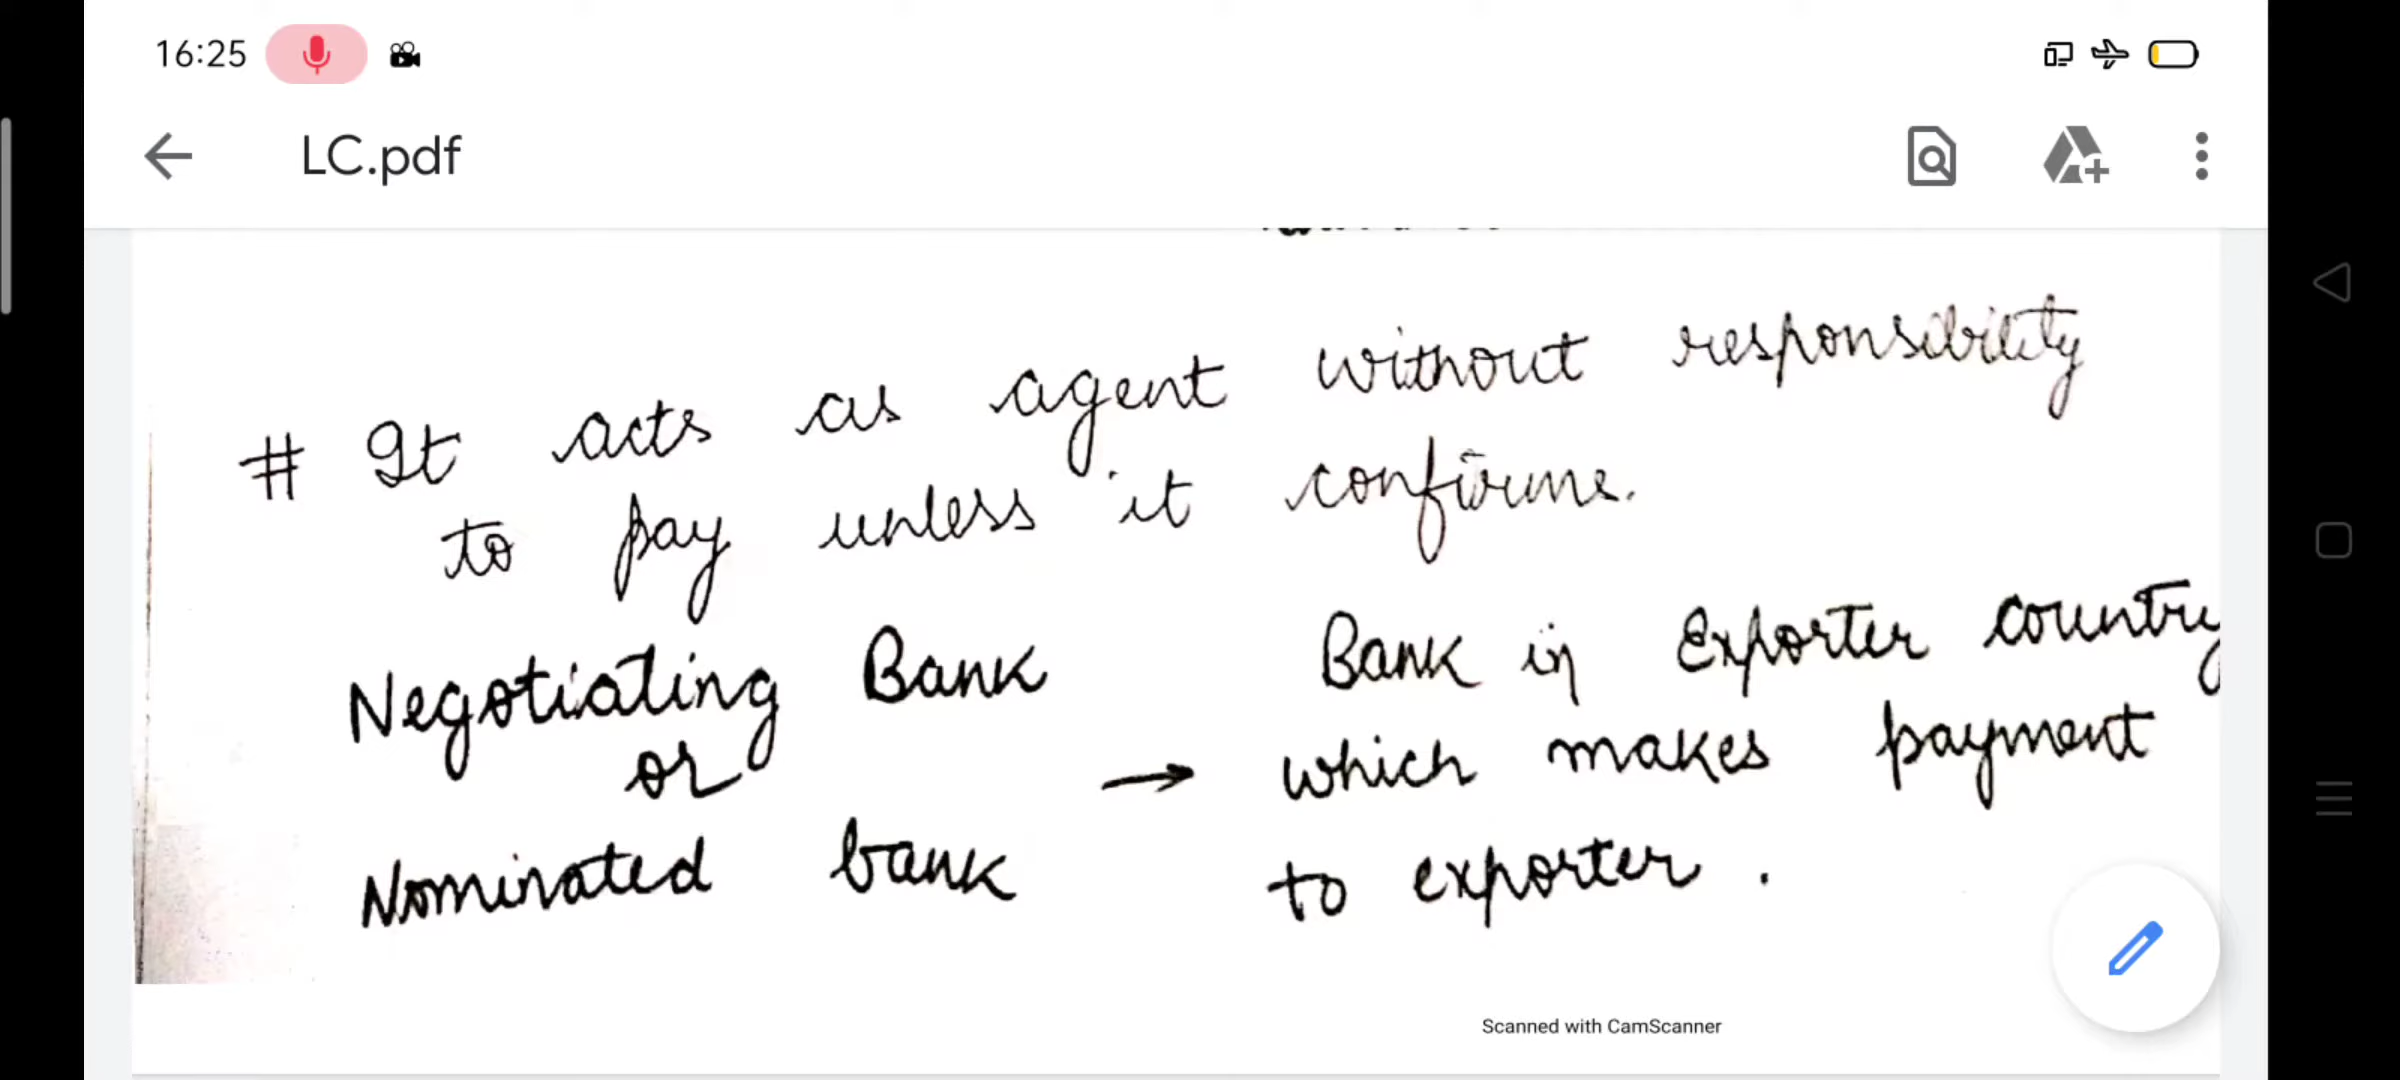 16:25
LC.pdf
# It acts as agent without responsibility
to pay unless it confirms.
Negotiating Bank
or
Nominated bank
→ Bank in Exporter country
which makes payment
to exporter.
Scanned with CamScanner